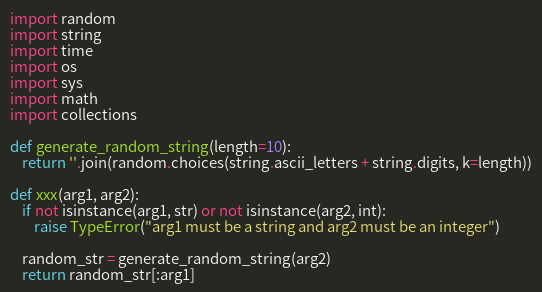 import random
import string
import time
import os
import sys
import math
import collections

def generate_random_string(length=10):
    return ''.join(random.choices(string.ascii_letters + string.digits, k=length))

def xxx(arg1, arg2):
    if not isinstance(arg1, str) or not isinstance(arg2, int):
        raise TypeError("arg1 must be a string and arg2 must be an integer")

    random_str = generate_random_string(arg2)
    return random_str[:arg1]